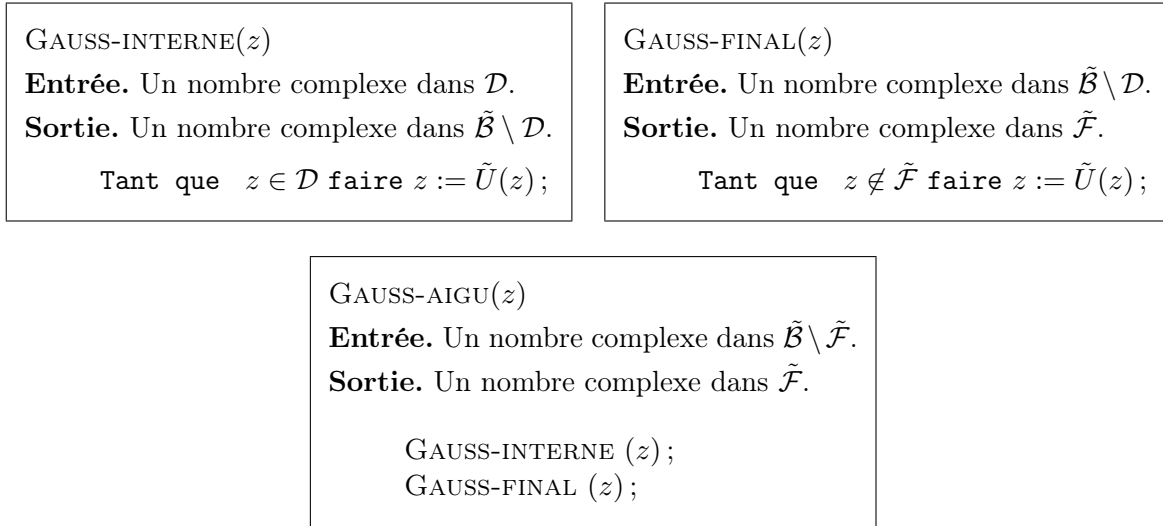 GAUSS-INTERNE(z)
Entrée. Un nombre complexe dans 𝒟.
Sortie. Un nombre complexe dans ℬ̃ \ 𝒟.
Tant que z ∈ 𝒟 faire z := Ũ(z) ;
GAUSS-FINAL(z)
Entrée. Un nombre complexe dans ℬ̃ \ 𝒟.
Sortie. Un nombre complexe dans ℱ̃.
Tant que z ∉ ℱ̃ faire z := Ũ(z) ;
GAUSS-AIGU(z)
Entrée. Un nombre complexe dans ℬ̃ \ ℱ̃.
Sortie. Un nombre complexe dans ℱ̃.
GAUSS-INTERNE (z) ;
GAUSS-FINAL (z) ;